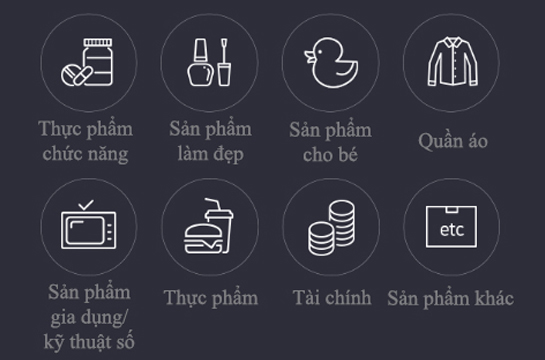 Thực phẩm
chức năng
Sản phẩm
làm đẹp
Sản phẩm
cho bé
Quần áo
Sản phẩm
gia dụng/
kỹ thuật số
Thực phẩm
Tài chính
etc
Sản phẩm khác